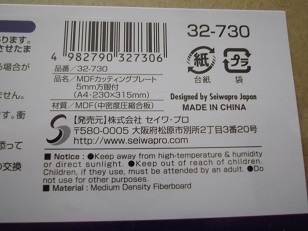 32-730
4 982790 327306
品番／32-730
品名／MDFカッティングプレート
5mm方眼付
(A4・230×315mm)
材質／MDF(中密度圧縮合板)
紙
台紙
プラ
袋
Designed by Seiwapro Japan
MADE IN CHINA
【発売元】株式会社 セイワ・プロ
〒580-0005 大阪府松原市別所2丁目3番20号
http://www.seiwapro.net
■ Notice : ●Keep away from high-temperature & humidity
or direct sunlight. ●Keep out of reach of children.
Children, if they use, must be attended by an adult. ●Do
not use for other purposes.
■ Material : Medium Density Fiberboard